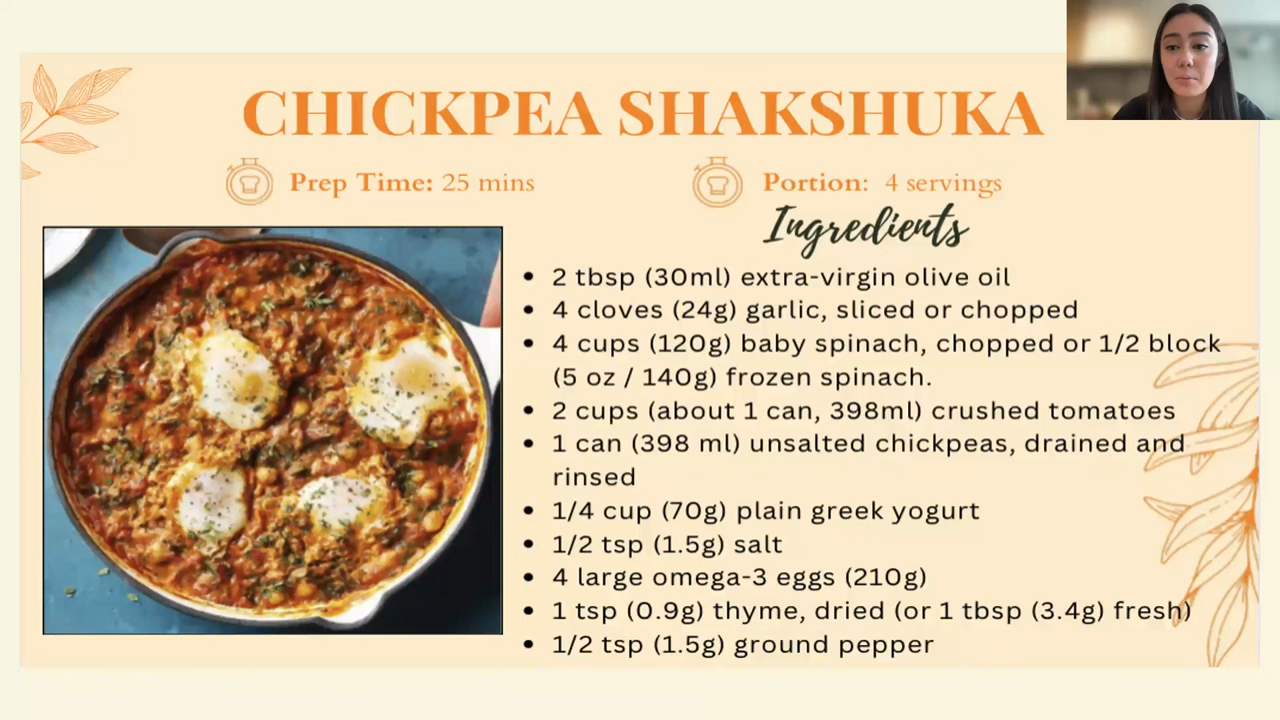 CHICKPEA SHAKSHUKA
Prep Time: 25 mins
Portion: 4 servings
Ingredients
• 2 tbsp (30ml) extra-virgin olive oil
• 4 cloves (24g) garlic, sliced or chopped
• 4 cups (120g) baby spinach, chopped or 1/2 block
(5 oz / 140g) frozen spinach.
• 2 cups (about 1 can, 398ml) crushed tomatoes
• 1 can (398 ml) unsalted chickpeas, drained and
rinsed
• 1/4 cup (70g) plain greek yogurt
• 1/2 tsp (1.5g) salt
• 4 large omega-3 eggs (210g)
• 1 tsp (0.9g) thyme, dried (or 1 tbsp (3.4g) fresh)
• 1/2 tsp (1.5g) ground pepper